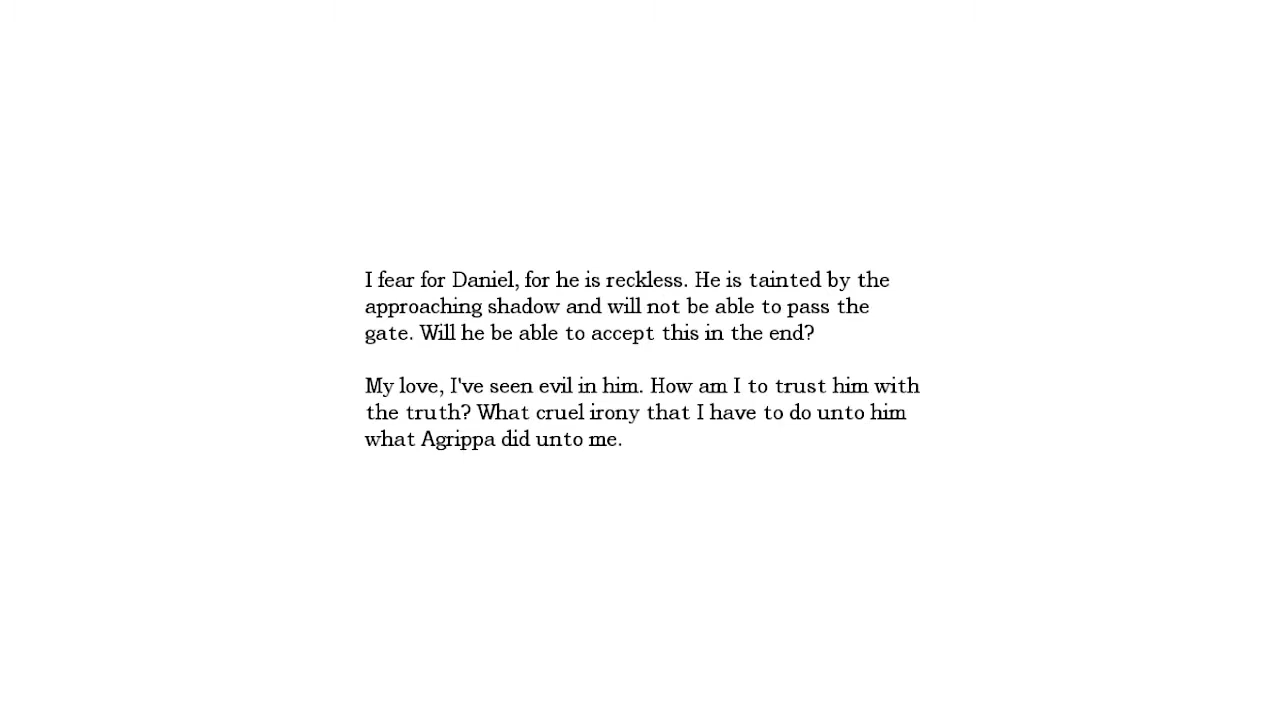 I fear for Daniel, for he is reckless. He is tainted by the
approaching shadow and will not be able to pass the
gate. Will he be able to accept this in the end?
My love, I've seen evil in him. How am I to trust him with
the truth? What cruel irony that I have to do unto him
what Agrippa did unto me.